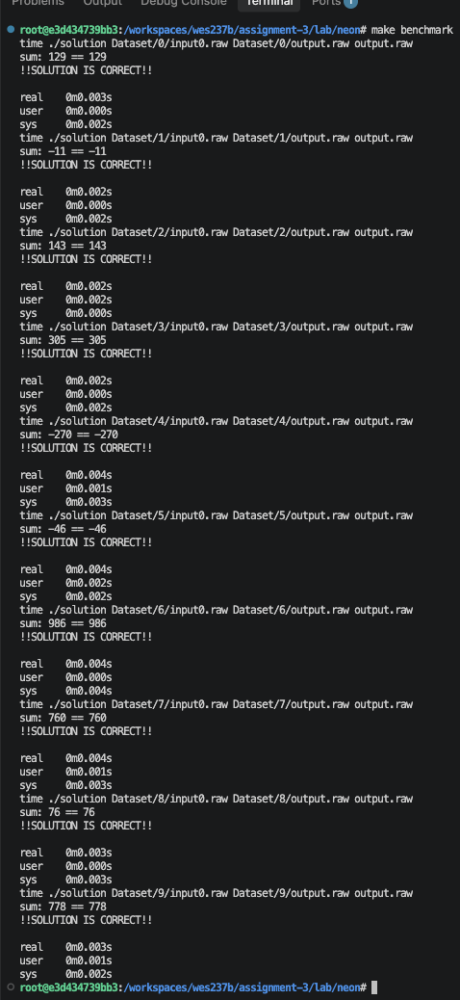 Problems Output Debug Console Terminal Ports 1
root@e3d434739bb3:/workspaces/wes237b/assignment-3/lab/neon# make benchmark
time ./solution Dataset/0/input0.raw Dataset/0/output.raw output.raw
sum: 129 == 129
!!SOLUTION IS CORRECT!!
real 0m0.003s
user 0m0.000s
sys 0m0.002s
time ./solution Dataset/1/input0.raw Dataset/1/output.raw output.raw
sum: -11 == -11
!!SOLUTION IS CORRECT!!
real 0m0.002s
user 0m0.000s
sys 0m0.002s
time ./solution Dataset/2/input0.raw Dataset/2/output.raw output.raw
sum: 143 == 143
!!SOLUTION IS CORRECT!!
real 0m0.002s
user 0m0.002s
sys 0m0.000s
time ./solution Dataset/3/input0.raw Dataset/3/output.raw output.raw
sum: 305 == 305
!!SOLUTION IS CORRECT!!
real 0m0.002s
user 0m0.000s
sys 0m0.002s
time ./solution Dataset/4/input0.raw Dataset/4/output.raw output.raw
sum: -270 == -270
!!SOLUTION IS CORRECT!!
real 0m0.004s
user 0m0.001s
sys 0m0.003s
time ./solution Dataset/5/input0.raw Dataset/5/output.raw output.raw
sum: -46 == -46
!!SOLUTION IS CORRECT!!
real 0m0.004s
user 0m0.002s
sys 0m0.002s
time ./solution Dataset/6/input0.raw Dataset/6/output.raw output.raw
sum: 986 == 986
!!SOLUTION IS CORRECT!!
real 0m0.004s
user 0m0.000s
sys 0m0.004s
time ./solution Dataset/7/input0.raw Dataset/7/output.raw output.raw
sum: 760 == 760
!!SOLUTION IS CORRECT!!
real 0m0.004s
user 0m0.001s
sys 0m0.003s
time ./solution Dataset/8/input0.raw Dataset/8/output.raw output.raw
sum: 76 == 76
!!SOLUTION IS CORRECT!!
real 0m0.003s
user 0m0.000s
sys 0m0.003s
time ./solution Dataset/9/input0.raw Dataset/9/output.raw output.raw
sum: 778 == 778
!!SOLUTION IS CORRECT!!
real 0m0.003s
user 0m0.001s
sys 0m0.002s
root@e3d434739bb3:/workspaces/wes237b/assignment-3/lab/neon#